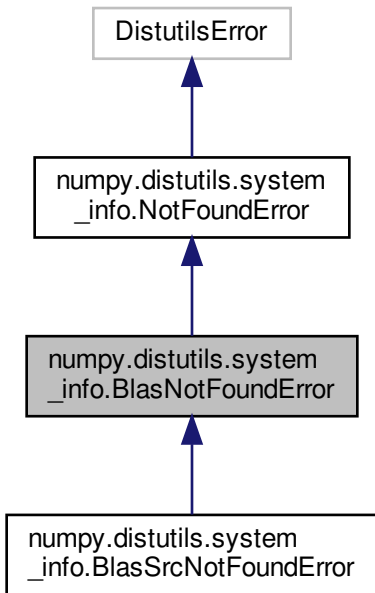 DistutilsError
numpy.distutils.system
_info.NotFoundError
numpy.distutils.system
_info.BlasNotFoundError
numpy.distutils.system
_info.BlasSrcNotFoundError